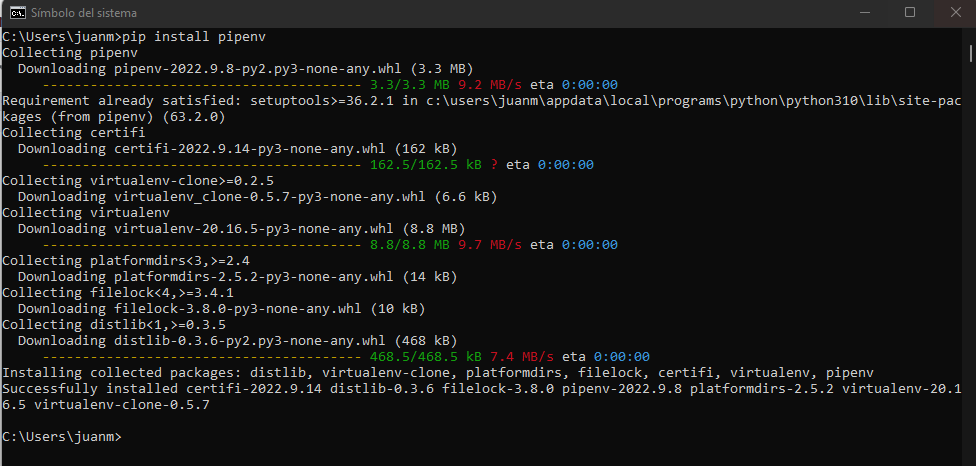 Símbolo del sistema
C:\Users\juanm>pip install pipenv
Collecting pipenv
  Downloading pipenv-2022.9.8-py2.py3-none-any.whl (3.3 MB)
     ---------------------------------------- 3.3/3.3 MB 9.2 MB/s eta 0:00:00
Requirement already satisfied: setuptools>=36.2.1 in c:\users\juanm\appdata\local\programs\python\python310\lib\site-pac
kages (from pipenv) (63.2.0)
Collecting certifi
  Downloading certifi-2022.9.14-py3-none-any.whl (162 kB)
     ---------------------------------------- 162.5/162.5 kB ? eta 0:00:00
Collecting virtualenv-clone>=0.2.5
  Downloading virtualenv_clone-0.5.7-py3-none-any.whl (6.6 kB)
Collecting virtualenv
  Downloading virtualenv-20.16.5-py3-none-any.whl (8.8 MB)
     ---------------------------------------- 8.8/8.8 MB 9.7 MB/s eta 0:00:00
Collecting platformdirs<3,>=2.4
  Downloading platformdirs-2.5.2-py3-none-any.whl (14 kB)
Collecting filelock<4,>=3.4.1
  Downloading filelock-3.8.0-py3-none-any.whl (10 kB)
Collecting distlib<1,>=0.3.5
  Downloading distlib-0.3.6-py2.py3-none-any.whl (468 kB)
     ---------------------------------------- 468.5/468.5 kB 7.4 MB/s eta 0:00:00
Installing collected packages: distlib, virtualenv-clone, platformdirs, filelock, certifi, virtualenv, pipenv
Successfully installed certifi-2022.9.14 distlib-0.3.6 filelock-3.8.0 pipenv-2022.9.8 platformdirs-2.5.2 virtualenv-20.1
6.5 virtualenv-clone-0.5.7
C:\Users\juanm>